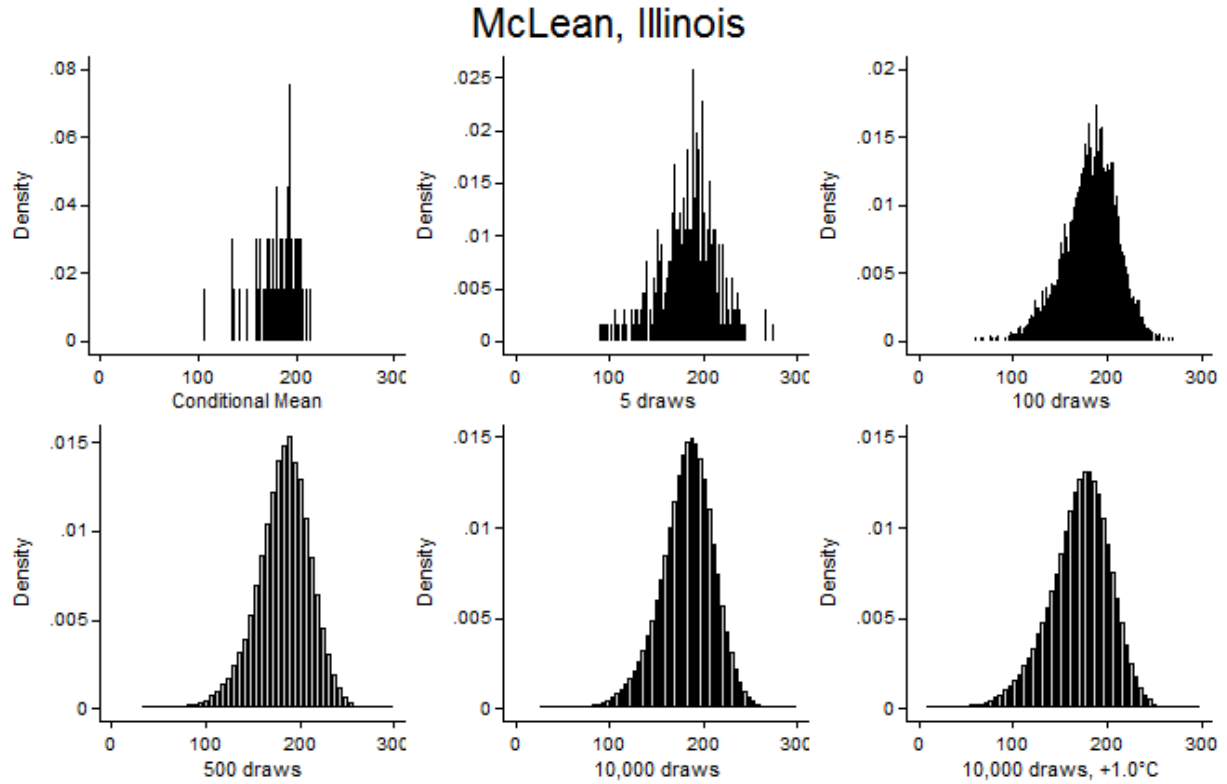 McLean, Illinois
.08
.06
.04
.02
0
Density
0 100 200 300
Conditional Mean
.025
.02
.015
.01
.005
0
Density
0 100 200 300
5 draws
.02
.015
.01
.005
0
Density
0 100 200 300
100 draws
.015
.01
.005
0
Density
0 100 200 300
500 draws
.015
.01
.005
0
Density
0 100 200 300
10,000 draws
.015
.01
.005
0
Density
0 100 200 300
10,000 draws, +1.0°C